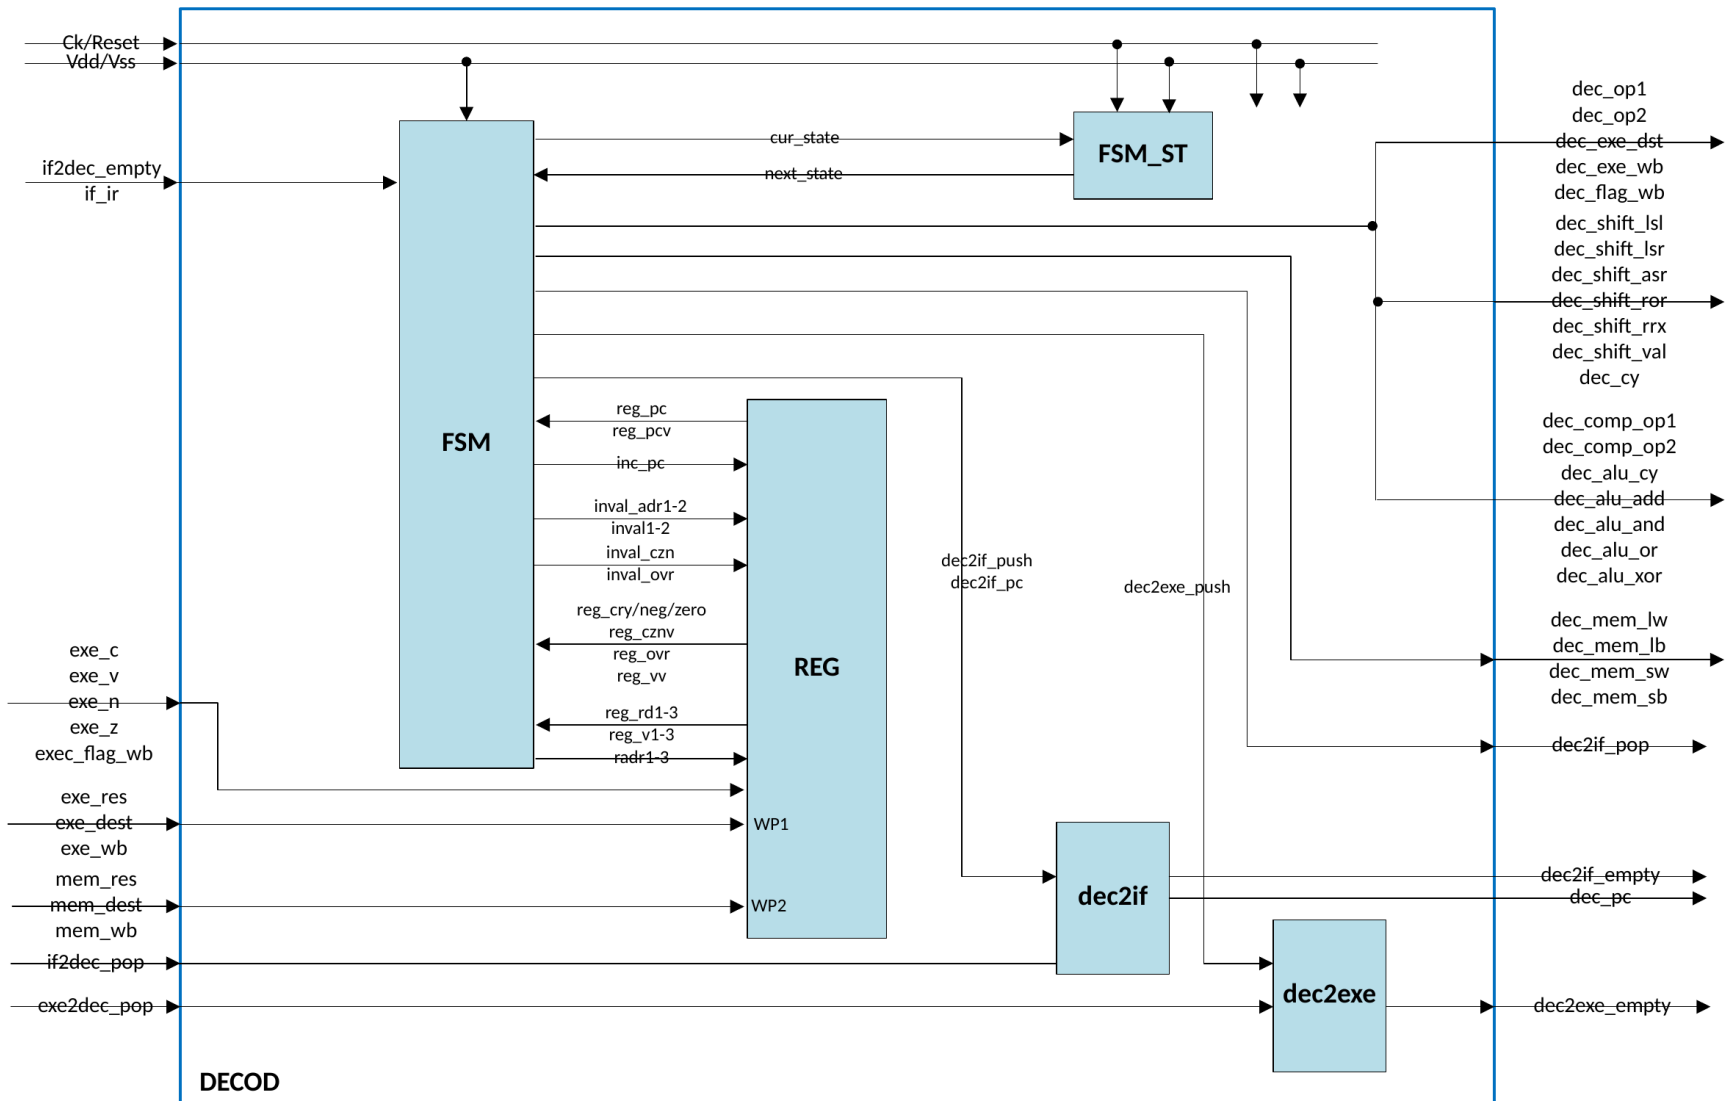 Ck/Reset
Vdd/Vss
if2dec_empty
if_ir
cur_state
next_state
FSM_ST
FSM
dec_op1
dec_op2
dec_exe_dst
dec_exe_wb
dec_flag_wb
dec_shift_lsl
dec_shift_lsr
dec_shift_asr
dec_shift_ror
dec_shift_rrx
dec_shift_val
dec_cy
dec_comp_op1
dec_comp_op2
dec_alu_cy
dec_alu_add
dec_alu_and
dec_alu_or
dec_alu_xor
dec_mem_lw
dec_mem_lb
dec_mem_sw
dec_mem_sb
dec2if_pop
reg_pc
reg_pcv
inc_pc
inval_adr1-2
inval1-2
inval_czn
inval_ovr
reg_cry/neg/zero
reg_cznv
reg_ovr
reg_vv
reg_rd1-3
reg_v1-3
radr1-3
REG
WP1
WP2
dec2if_push
dec2if_pc
dec2exe_push
exe_c
exe_v
exe_n
exe_z
exec_flag_wb
exe_res
exe_dest
exe_wb
mem_res
mem_dest
mem_wb
if2dec_pop
exe2dec_pop
dec2if
dec2exe
dec2if_empty
dec_pc
dec2exe_empty
DECOD